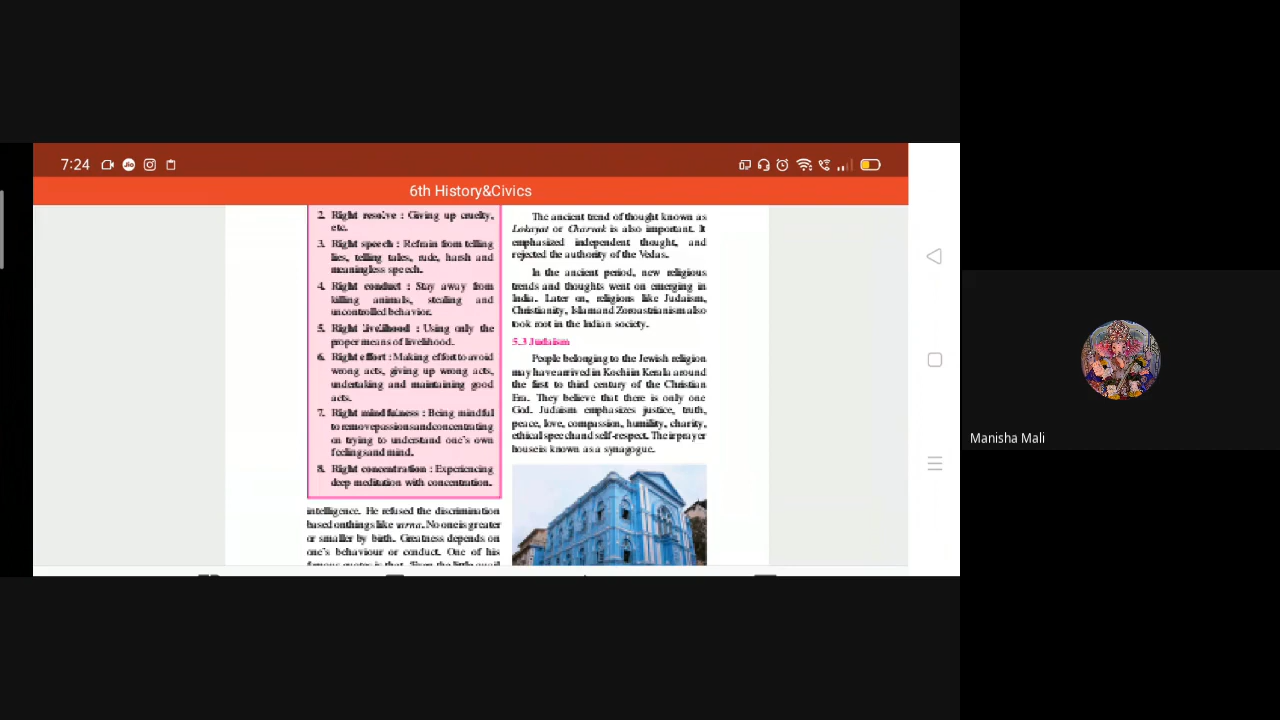 7:24
6th History&Civics
2. Right resolve : Giving up cruelty,
etc.
3. Right speech : Refrain from telling
lies, telling tales, rude, harsh and
meaningless speech.
4. Right conduct : Stay away from
killing animals, stealing and
uncontrolled behavior.
5. Right livelihood : Using only the
proper means of livelihood.
6. Right effort : Making effort to avoid
wrong acts, giving up wrong acts,
undertaking and maintaining good
acts.
7. Right mindfulness : Being mindful
to remove passions and concentrating
on trying to understand one's own
feelings and mind.
8. Right concentration : Experiencing
deep meditation with concentration.
intelligence. He refused the discrimination
based on things like varna. No one is greater
or smaller by birth. Greatness depends on
one's behaviour or conduct. One of his
famous quotes is that, 'Even the little quail
The ancient trend of thought known as
Lokayat or Charvak is also important. It
emphasized independent thought, and
rejected the authority of the Vedas.
In the ancient period, new religious
trends and thoughts went on emerging in
India. Later on, religions like Judaism,
Christianity, Islam and Zoroastrianism also
took root in the Indian society.
5.3 Judaism
People belonging to the Jewish religion
may have arrived in Kochi in Kerala around
the first to third century of the Christian
Era. They believe that there is only one
God. Judaism emphasizes justice, truth,
peace, love, compassion, humility, charity,
ethical speech and self-respect. Their prayer
house is known as a synagogue.
Manisha Mali